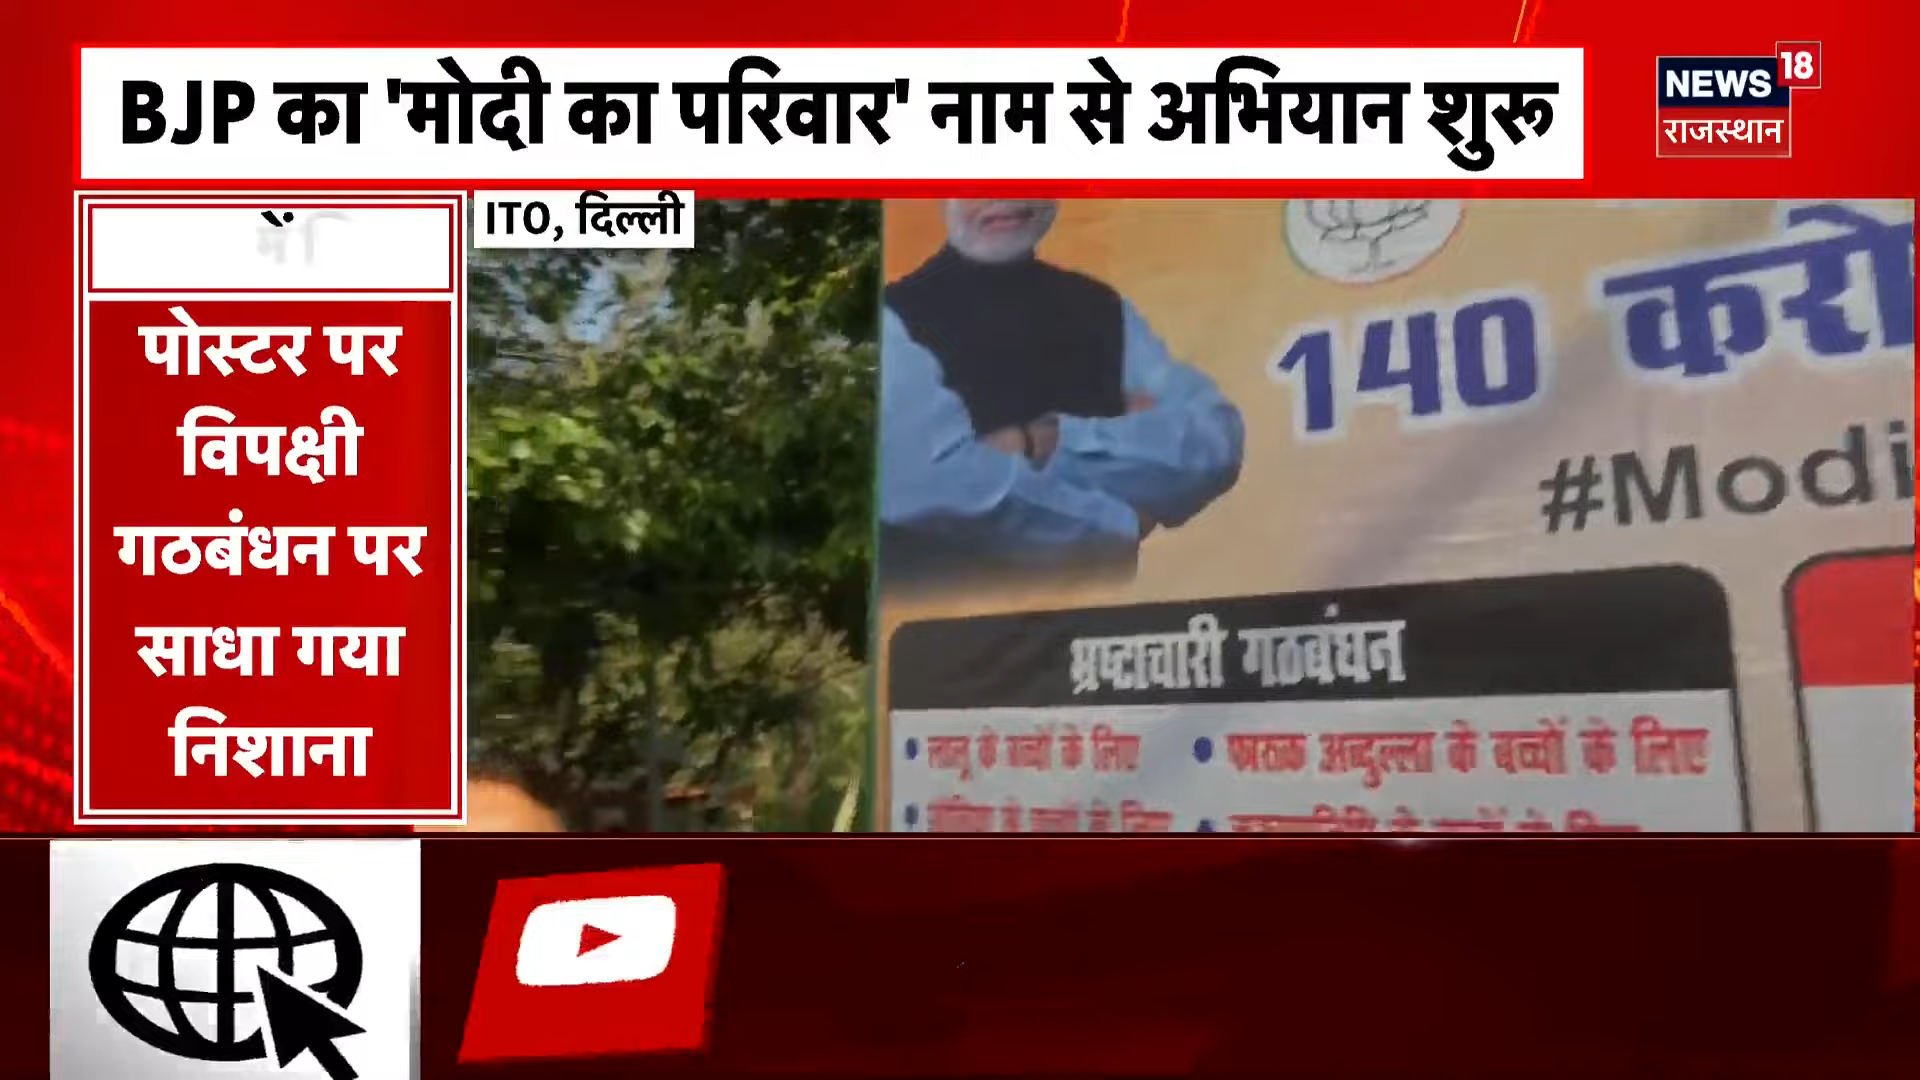 BJP का 'मोदी का परिवार' नाम से अभियान शुरू
NEWS 18
राजस्थान
ITO, दिल्ली
पोस्टर पर
विपक्षी
गठबंधन पर
साधा गया
निशाना
140
#Modi
भ्रष्टाचारी गठबंधन
• लालू के बच्चों के लिए
• फारुक अब्दुल्ला के बच्चों के लिए